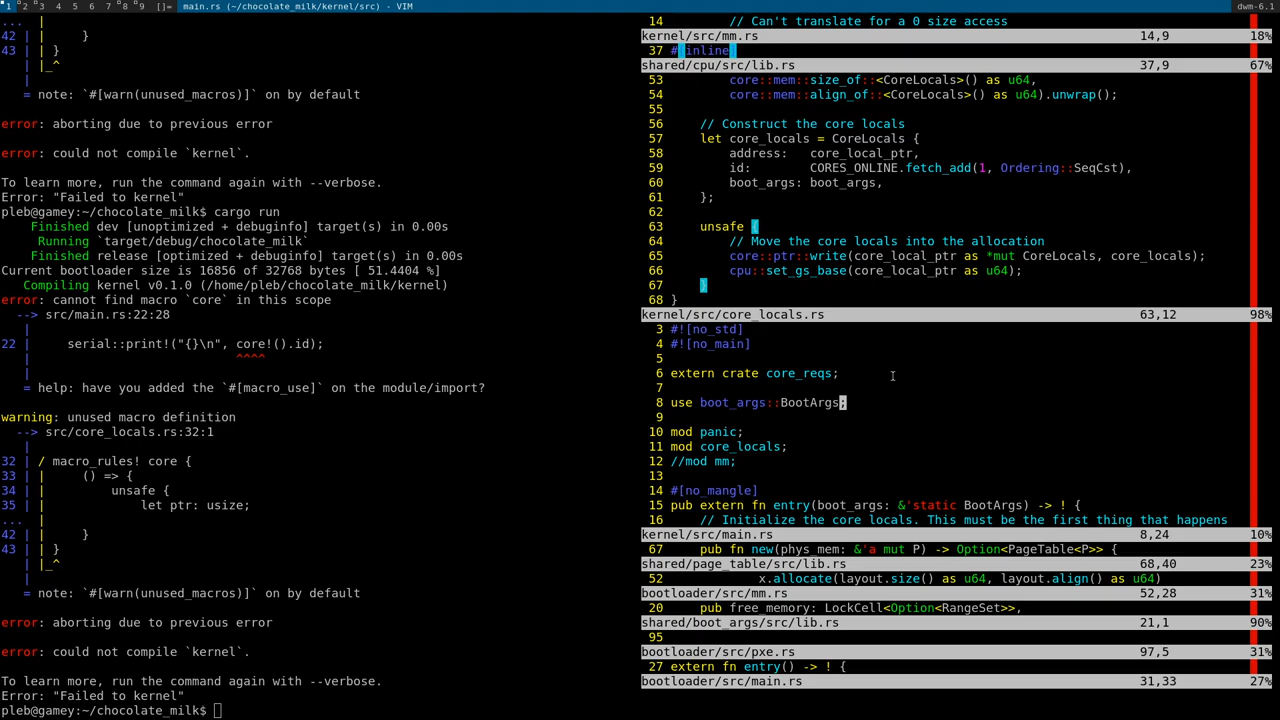 1 2 3 4 5 6 7 8 9 []= main.rs (~/chocolate_milk/kernel/src) - VIM dwm-6.1
... |
42 | | }
43 | | }
| |_^
|
= note: `#[warn(unused_macros)]` on by default
error: aborting due to previous error
error: could not compile `kernel`.
To learn more, run the command again with --verbose.
Error: "Failed to kernel"
pleb@gamey:~/chocolate_milk$ cargo run
Finished dev [unoptimized + debuginfo] target(s) in 0.00s
Running `target/debug/chocolate_milk`
Finished release [optimized + debuginfo] target(s) in 0.00s
Current bootloader size is 16856 of 32768 bytes [ 51.4404 %]
Compiling kernel v0.1.0 (/home/pleb/chocolate_milk/kernel)
error: cannot find macro `core` in this scope
--> src/main.rs:22:28
|
22 | serial::print!("{}\n", core!().id);
| ^^^^
|
= help: have you added the `#[macro_use]` on the module/import?
warning: unused macro definition
--> src/core_locals.rs:32:1
|
32 | / macro_rules! core {
33 | | () => {
34 | | unsafe {
35 | | let ptr: usize;
... |
42 | | }
43 | | }
| |_^
|
= note: `#[warn(unused_macros)]` on by default
error: aborting due to previous error
error: could not compile `kernel`.
To learn more, run the command again with --verbose.
Error: "Failed to kernel"
pleb@gamey:~/chocolate_milk$
14 // Can't translate for a 0 size access
kernel/src/mm.rs 14,9 18%
37 #[inline]
shared/cpu/src/lib.rs 37,9 67%
53 core::mem::size_of::<CoreLocals>() as u64,
54 core::mem::align_of::<CoreLocals>() as u64).unwrap();
55
56 // Construct the core locals
57 let core_locals = CoreLocals {
58 address: core_local_ptr,
59 id: CORES_ONLINE.fetch_add(1, Ordering::SeqCst),
60 boot_args: boot_args,
61 };
62
63 unsafe {
64 // Move the core locals into the allocation
65 core::ptr::write(core_local_ptr as *mut CoreLocals, core_locals);
66 cpu::set_gs_base(core_local_ptr as u64);
67 }
68 }
kernel/src/core_locals.rs 63,12 98%
3 #![no_std]
4 #![no_main]
5
6 extern crate core_reqs;
7
8 use boot_args::BootArgs;
9
10 mod panic;
11 mod core_locals;
12 //mod mm;
13
14 #[no_mangle]
15 pub extern fn entry(boot_args: &'static BootArgs) -> ! {
16 // Initialize the core locals. This must be the first thing that happens
kernel/src/main.rs 8,24 10%
67 pub fn new(phys_mem: &'a mut P) -> Option<PageTable<P>> {
shared/page_table/src/lib.rs 68,40 23%
52 x.allocate(layout.size() as u64, layout.align() as u64)
bootloader/src/mm.rs 52,28 31%
20 pub free_memory: LockCell<Option<RangeSet>>,
shared/boot_args/src/lib.rs 21,1 90%
95
bootloader/src/pxe.rs 97,5 31%
27 extern fn entry() -> ! {
bootloader/src/main.rs 31,33 27%